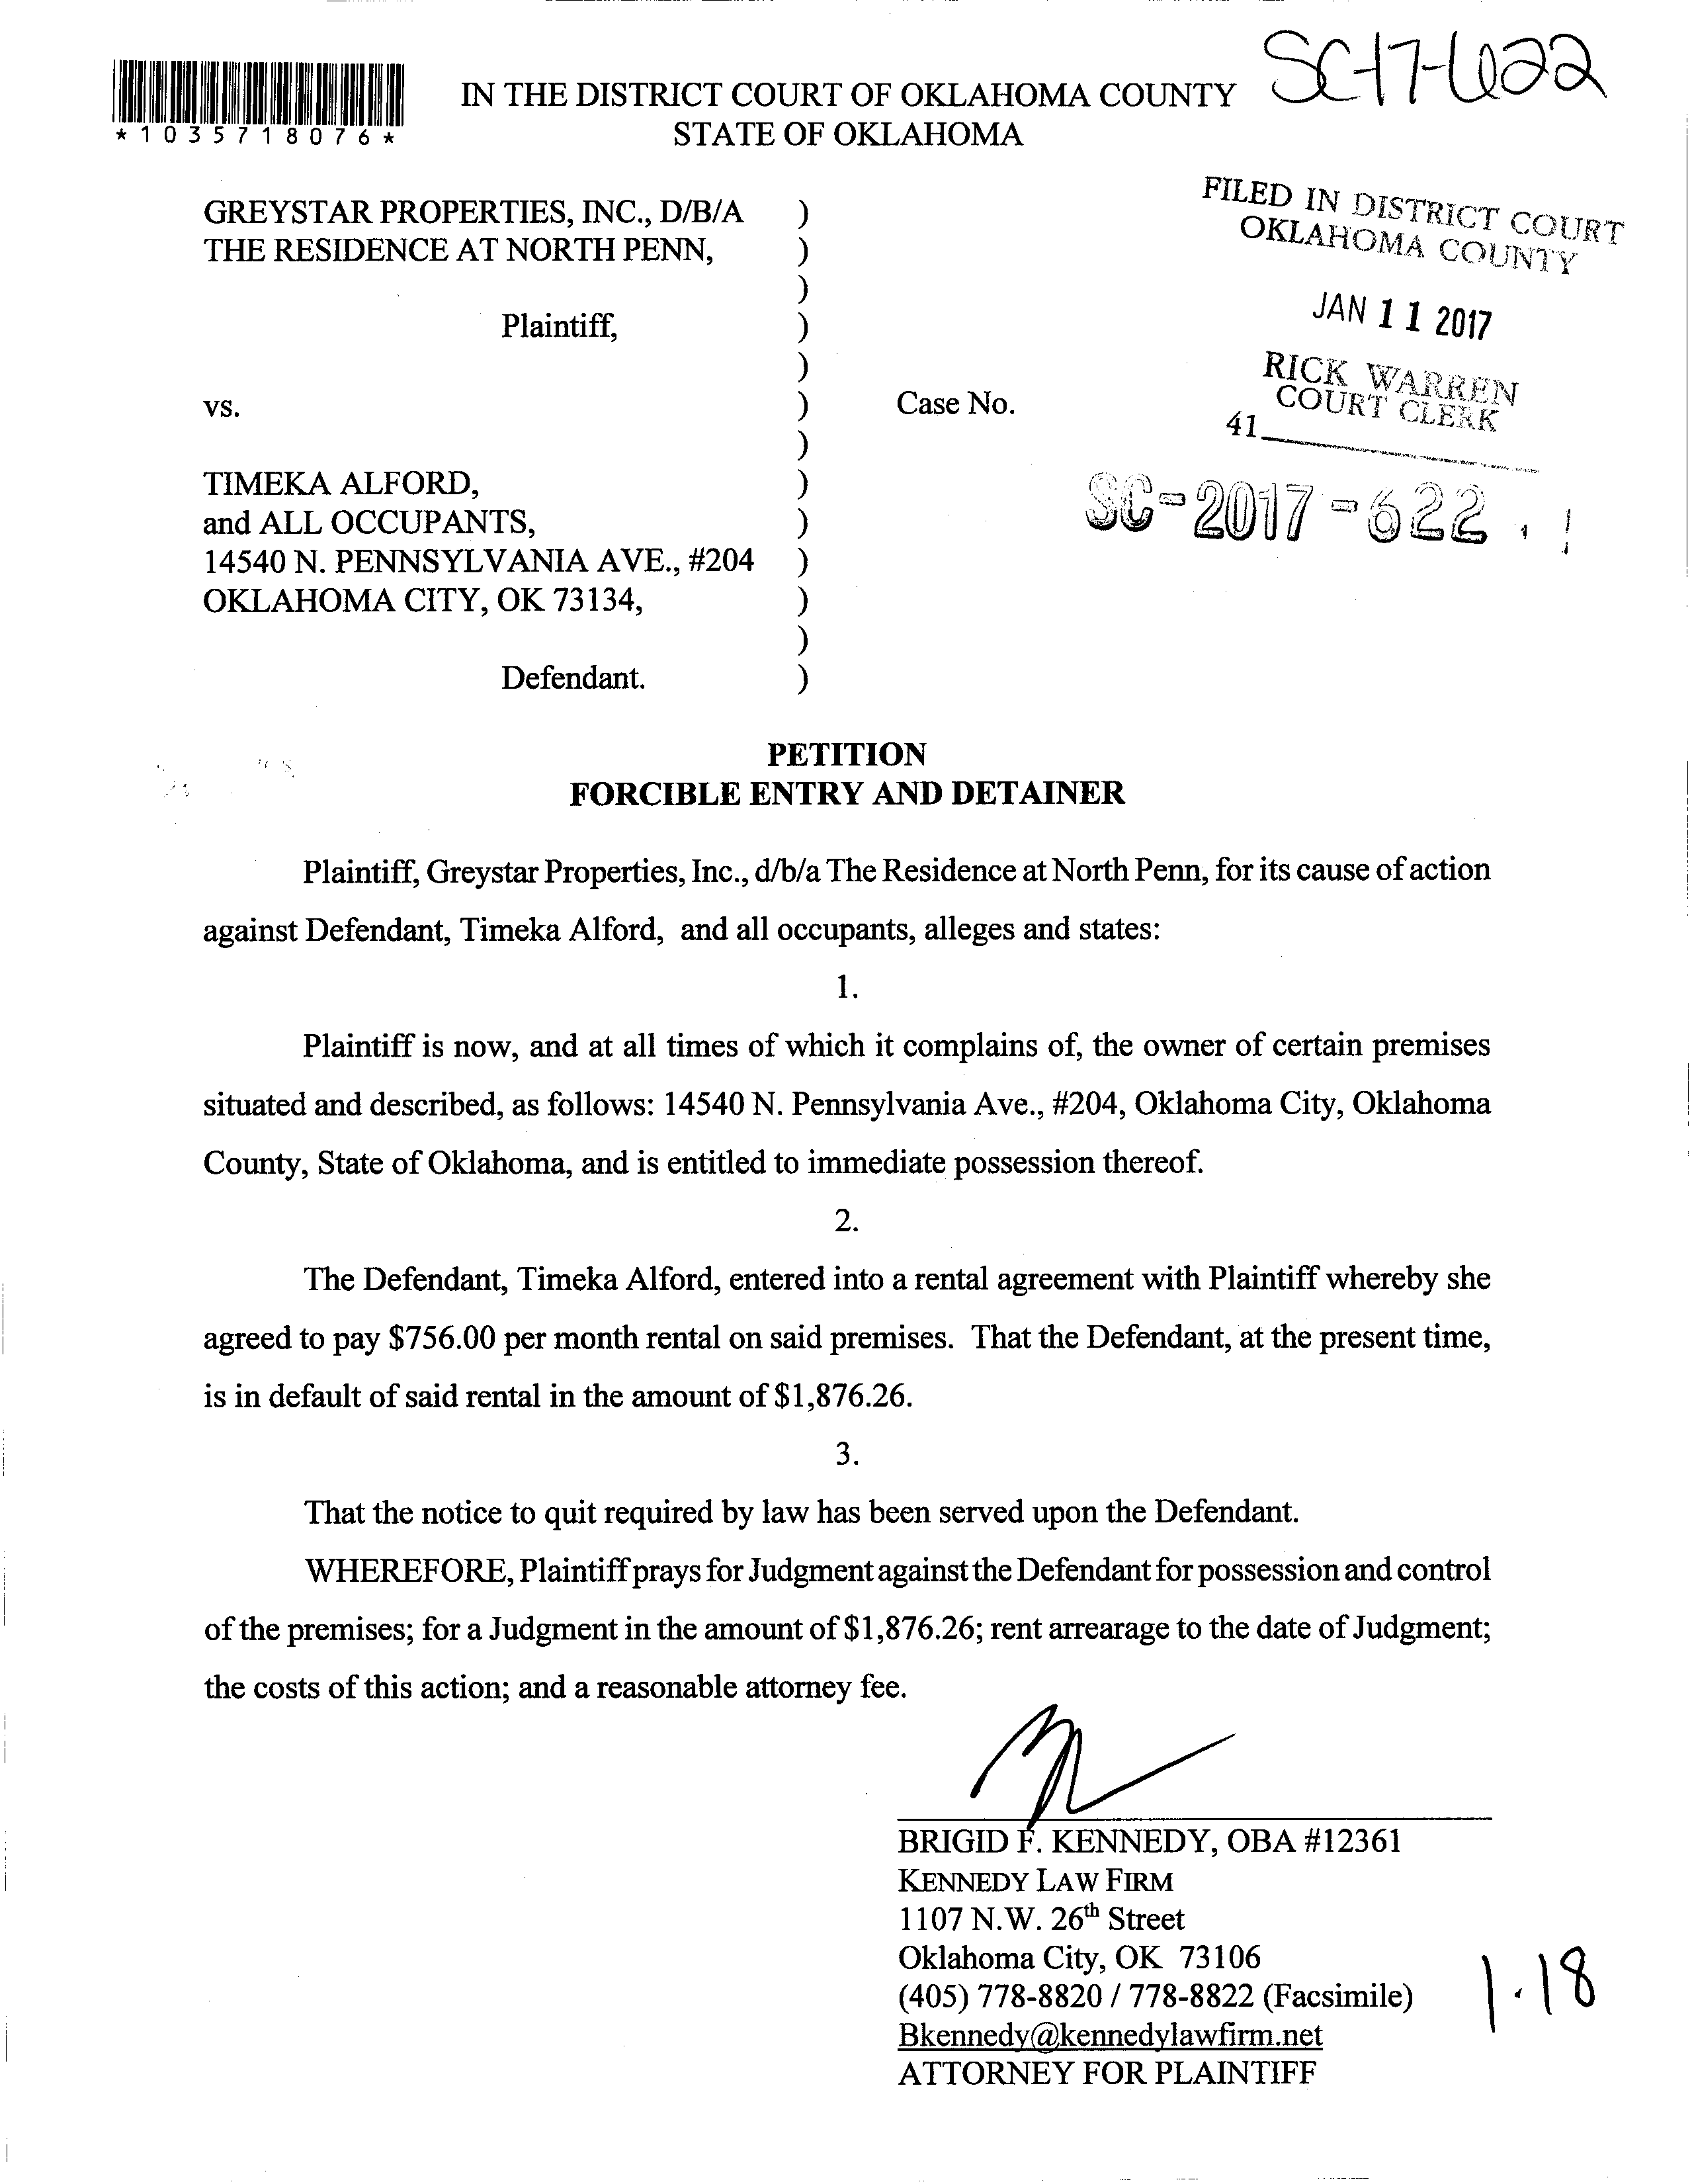 SC-17-622
*1035718076*
IN THE DISTRICT COURT OF OKLAHOMA COUNTY
STATE OF OKLAHOMA
FILED IN DISTRICT COURT
OKLAHOMA COUNTY
JAN 11 2017
RICK WARREN
COURT CLERK
41
GREYSTAR PROPERTIES, INC., D/B/A )
THE RESIDENCE AT NORTH PENN, )
)
Plaintiff, )
)
vs. ) Case No.
)
SC-2017-622
TIMEKA ALFORD, )
and ALL OCCUPANTS, )
14540 N. PENNSYLVANIA AVE., #204 )
OKLAHOMA CITY, OK 73134, )
)
Defendant. )
PETITION
FORCIBLE ENTRY AND DETAINER
Plaintiff, Greystar Properties, Inc., d/b/a The Residence at North Penn, for its cause of action
against Defendant, Timeka Alford, and all occupants, alleges and states:
1.
Plaintiff is now, and at all times of which it complains of, the owner of certain premises
situated and described, as follows: 14540 N. Pennsylvania Ave., #204, Oklahoma City, Oklahoma
County, State of Oklahoma, and is entitled to immediate possession thereof.
2.
The Defendant, Timeka Alford, entered into a rental agreement with Plaintiff whereby she
agreed to pay $756.00 per month rental on said premises. That the Defendant, at the present time,
is in default of said rental in the amount of $1,876.26.
3.
That the notice to quit required by law has been served upon the Defendant.
WHEREFORE, Plaintiff prays for Judgment against the Defendant for possession and control
of the premises; for a Judgment in the amount of $1,876.26; rent arrearage to the date of Judgment;
the costs of this action; and a reasonable attorney fee.
BRIGID F. KENNEDY, OBA #12361
KENNEDY LAW FIRM
1107 N.W. 26th Street
Oklahoma City, OK 73106
(405) 778-8820 / 778-8822 (Facsimile)
Bkennedy@kennedylawfirm.net
ATTORNEY FOR PLAINTIFF
1.18